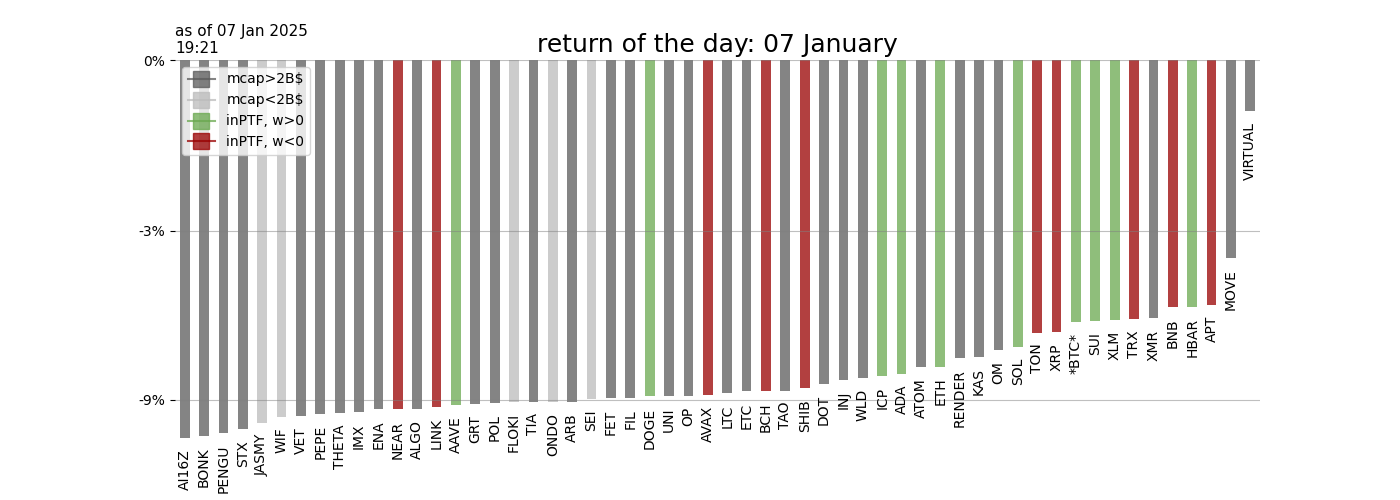 as of 07 Jan 2025
19:21
return of the day: 07 January
0%
-3%
-9%
mcap>2B$
mcap<2B$
inPTF, w>0
inPTF, w<0
AI16Z
BONK
PENGU
STX
JASMY
WIF
VET
PEPE
THETA
IMX
ENA
NEAR
ALGO
LINK
AAVE
GRT
POL
FLOKI
TIA
ONDO
ARB
SEI
FET
FIL
DOGE
UNI
OP
AVAX
LTC
ETC
BCH
TAO
SHIB
DOT
INJ
WLD
ICP
ADA
ATOM
ETH
RENDER
KAS
OM
SOL
TON
XRP
*BTC*
SUI
XLM
TRX
XMR
BNB
HBAR
APT
MOVE
VIRTUAL